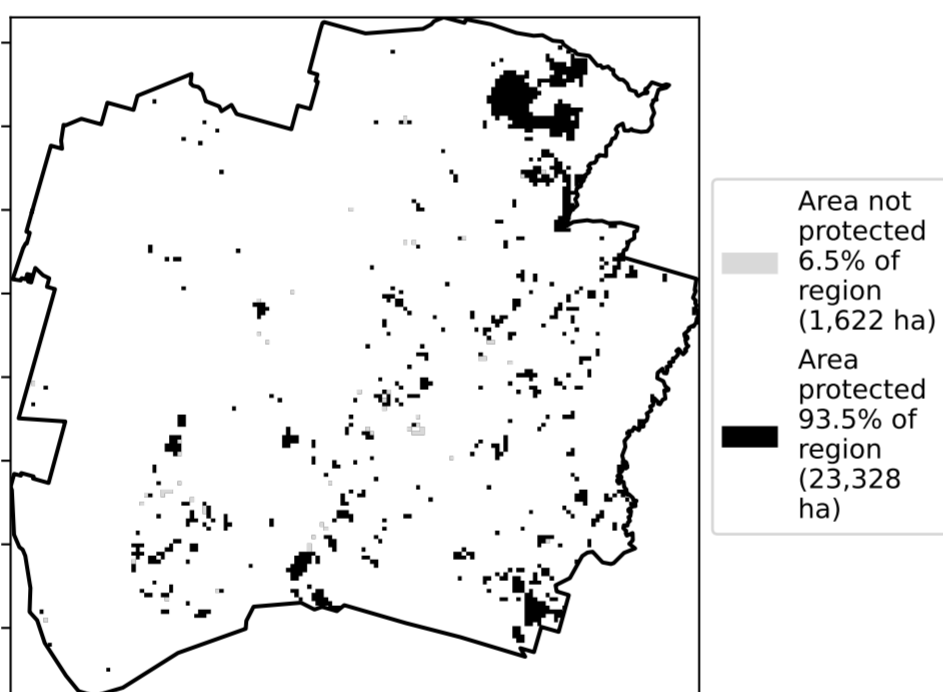 Area not
protected
6.5% of
region
(1,622 ha)
Area
protected
93.5% of
region
(23,328
ha)